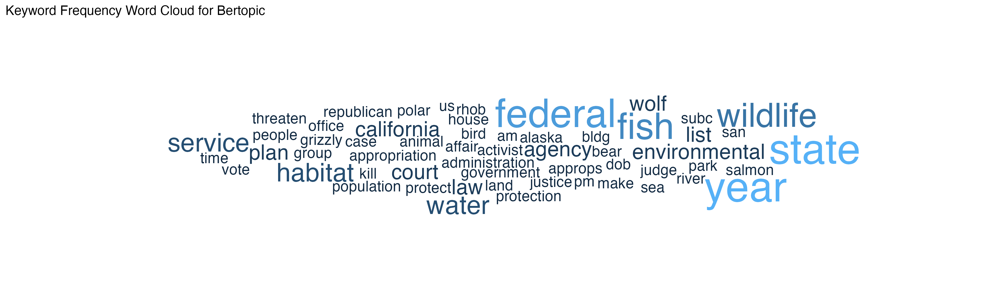 Keyword Frequency Word Cloud for Bertopic
wolf
federal
us
rhob
polar
republican
wildlife
threaten
house
subc
fish
office
california
san
bird
list
people
am
alaska
bldg
grizzly
case
animal
service
affair
activist
agency
bear
environmental
state
plan
group
appropriation
time
administration
dob
park
vote
approps
judge
salmon
habitat
kill
court
government
river
justice
pm
make
year
population
protect
law
land
sea
protection
water